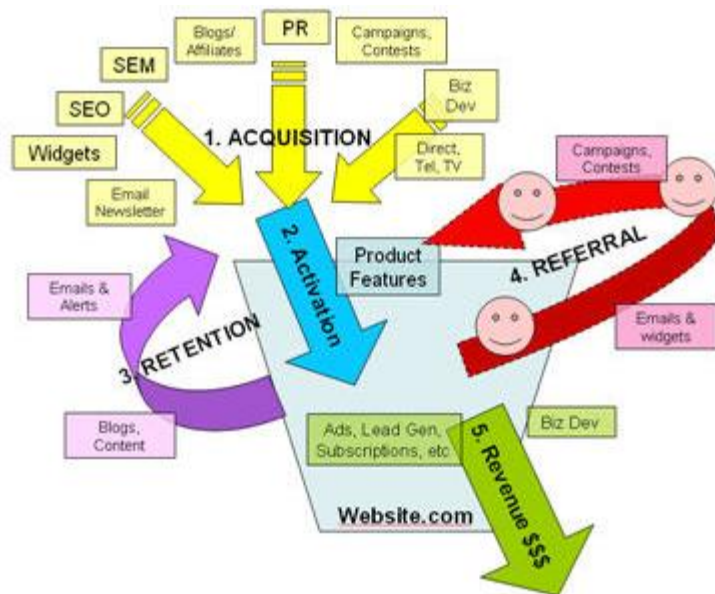 Blogs/
Affiliates
PR
Campaigns,
Contests
SEM
Biz
Dev
SEO
1. ACQUISITION
Widgets
Direct,
Tel, TV
Campaigns,
Contests
Email
Newsletter
2. Activation
Product
Features
4. REFERRAL
Emails &
Alerts
3. RETENTION
Emails &
widgets
Blogs,
Content
Ads, Lead Gen,
Subscriptions, etc
5. Revenue $$$
Biz Dev
Website.com